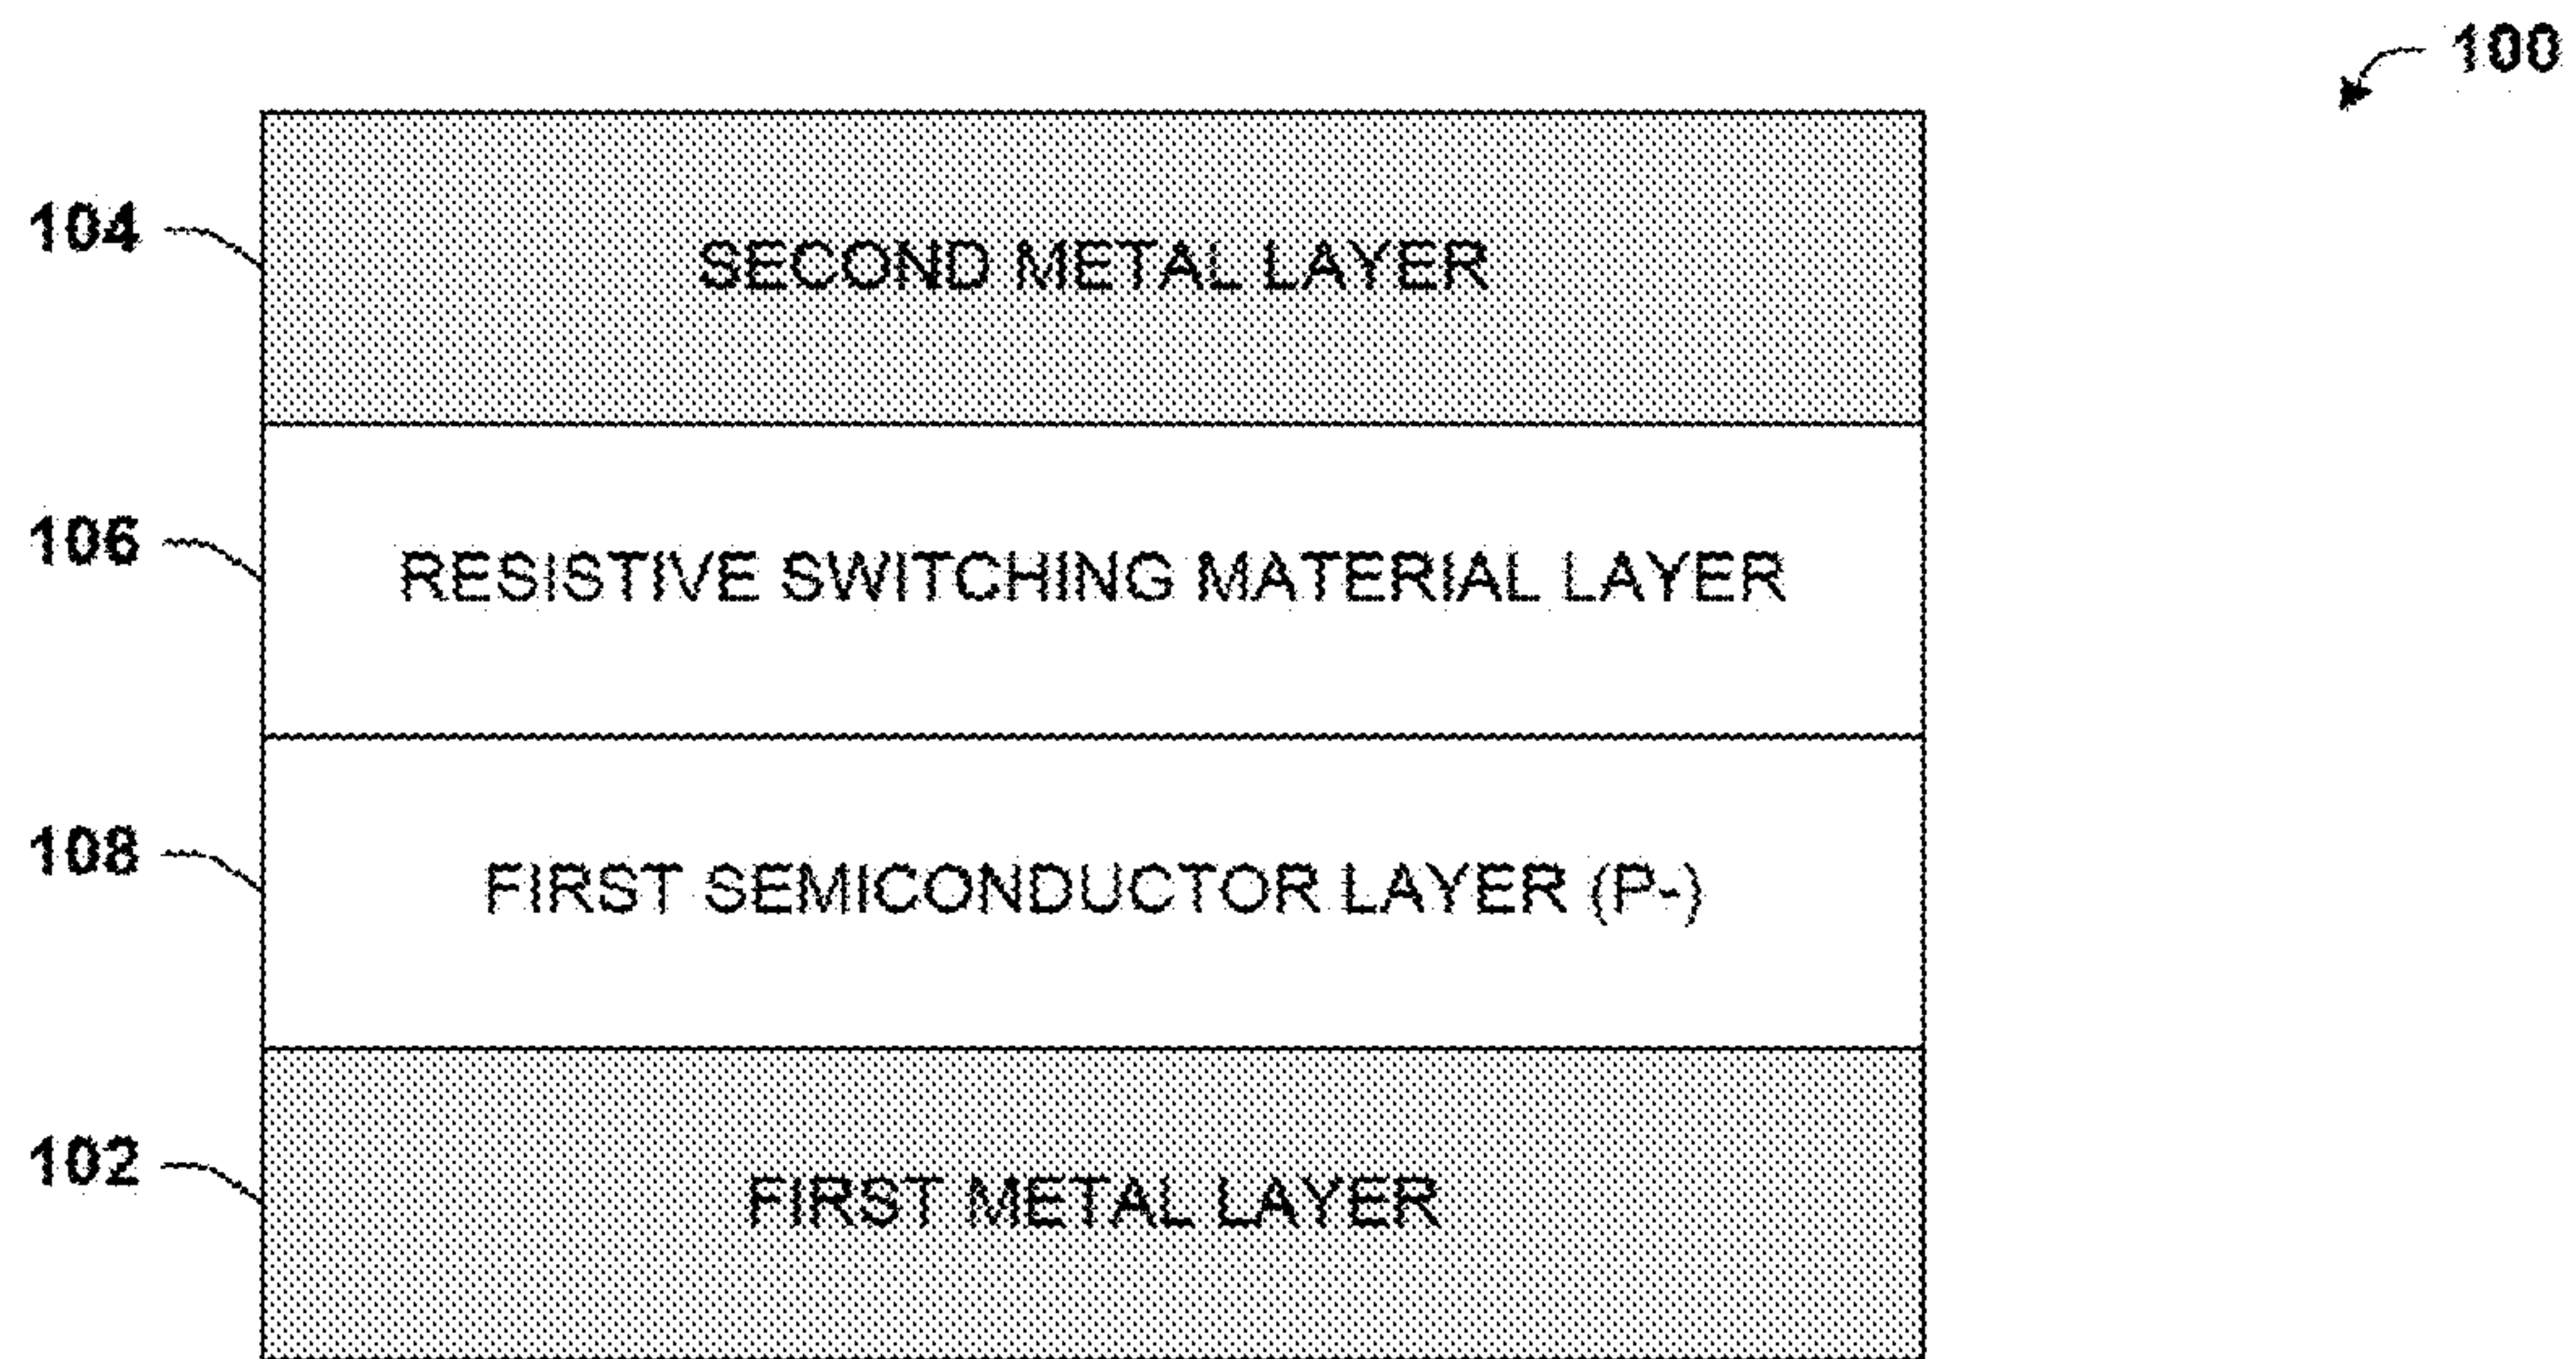 100
104
SECOND METAL LAYER
106
RESISTIVE SWITCHING MATERIAL LAYER
108
FIRST SEMICONDUCTOR LAYER (P-)
102
FIRST METAL LAYER